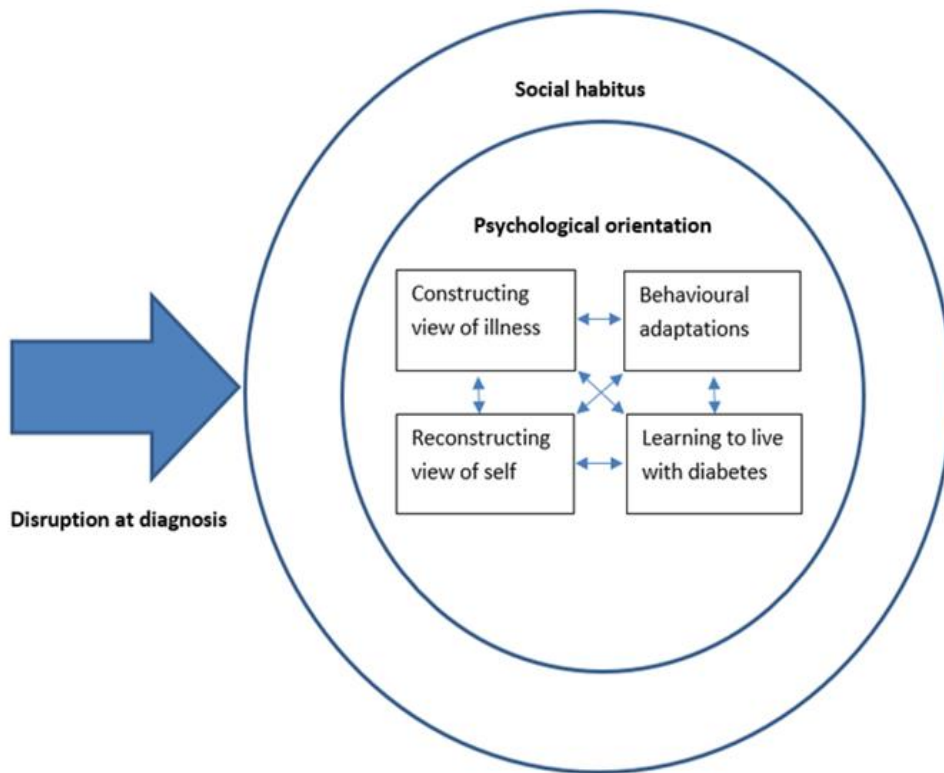 Social habitus
Psychological orientation
Constructing
view of illness
Behavioural
adaptations
Reconstructing
view of self
Learning to live
with diabetes
Disruption at diagnosis